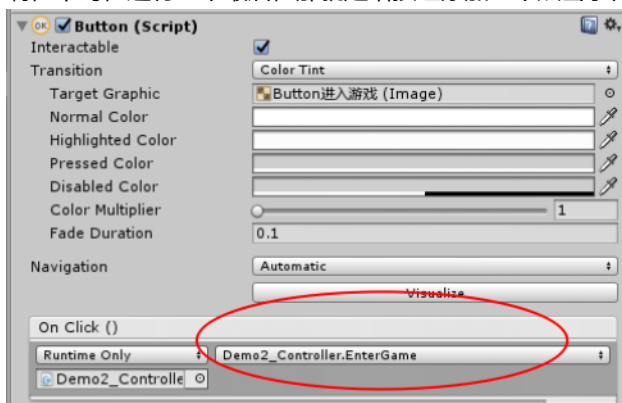 Button (Script)
Interactable
Transition Color Tint
Target Graphic Button进入游戏 (Image)
Normal Color
Highlighted Color
Pressed Color
Disabled Color
Color Multiplier 1
Fade Duration 0.1
Navigation Automatic
Visualize
On Click ()
Runtime Only Demo2_Controller.EnterGame
Demo2_Controlle